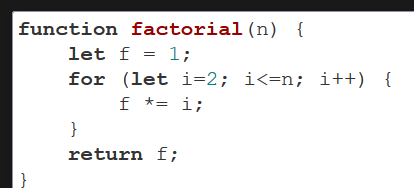 function factorial(n) {
    let f = 1;
    for (let i=2; i<=n; i++) {
        f *= i;
    }
    return f;
}